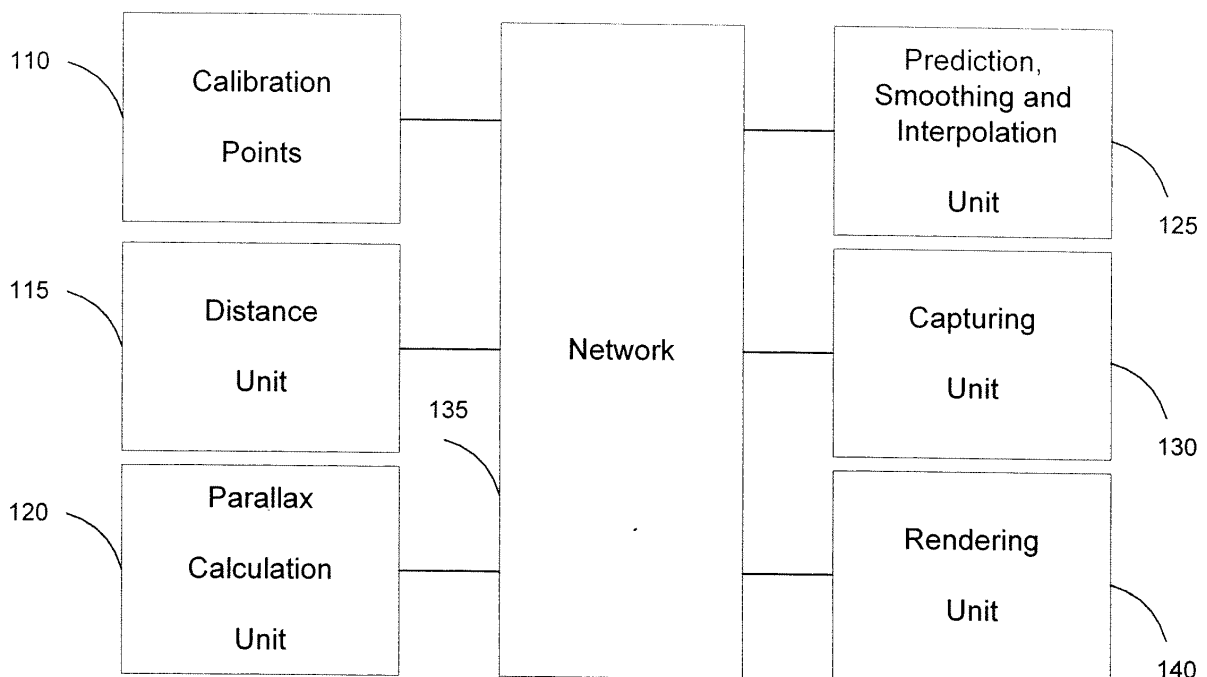 110
Calibration
Points
115
Distance
Unit
135
120
Parallax
Calculation
Unit
Network
Prediction,
Smoothing and
Interpolation
Unit
125
Capturing
Unit
130
Rendering
Unit
140